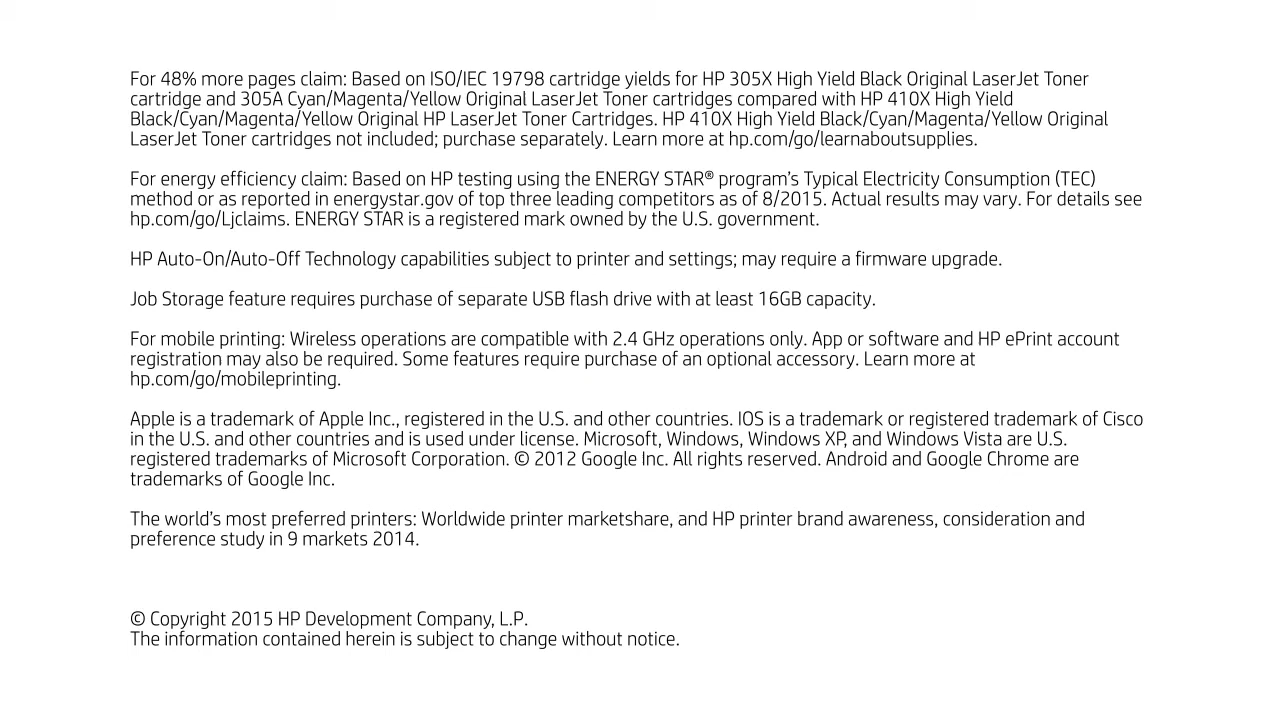 For 48% more pages claim: Based on ISO/IEC 19798 cartridge yields for HP 305X High Yield Black Original LaserJet Toner
cartridge and 305A Cyan/Magenta/Yellow Original LaserJet Toner cartridges compared with HP 410X High Yield
Black/Cyan/Magenta/Yellow Original HP LaserJet Toner Cartridges. HP 410X High Yield Black/Cyan/Magenta/Yellow Original
LaserJet Toner cartridges not included; purchase separately. Learn more at hp.com/go/learnaboutsupplies.
For energy efficiency claim: Based on HP testing using the ENERGY STAR® program's Typical Electricity Consumption (TEC)
method or as reported in energystar.gov of top three leading competitors as of 8/2015. Actual results may vary. For details see
hp.com/go/Ljclaims. ENERGY STAR is a registered mark owned by the U.S. government.
HP Auto-On/Auto-Off Technology capabilities subject to printer and settings; may require a firmware upgrade.
Job Storage feature requires purchase of separate USB flash drive with at least 16GB capacity.
For mobile printing: Wireless operations are compatible with 2.4 GHz operations only. App or software and HP ePrint account
registration may also be required. Some features require purchase of an optional accessory. Learn more at
hp.com/go/mobileprinting.
Apple is a trademark of Apple Inc., registered in the U.S. and other countries. IOS is a trademark or registered trademark of Cisco
in the U.S. and other countries and is used under license. Microsoft, Windows, Windows XP, and Windows Vista are U.S.
registered trademarks of Microsoft Corporation. © 2012 Google Inc. All rights reserved. Android and Google Chrome are
trademarks of Google Inc.
The world's most preferred printers: Worldwide printer marketshare, and HP printer brand awareness, consideration and
preference study in 9 markets 2014.
© Copyright 2015 HP Development Company, L.P.
The information contained herein is subject to change without notice.